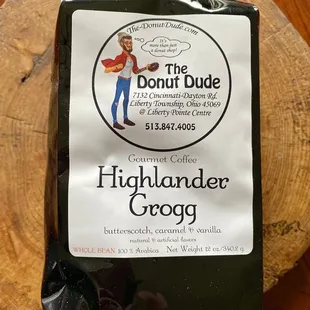 The-DonutDude.com
It's more than just
a donut shop!
The
Donut Dude
7132 Cincinnati-Dayton Rd.
Liberty Township, Ohio 45069
@ Liberty Pointe Centre
513.847.4005
Gourmet Coffee
Highlander
Grogg
butterscotch, caramel & vanilla
natural & artificial flavors
WHOLE BEAN 100% Arabica Net Weight 12 oz/340.2 g